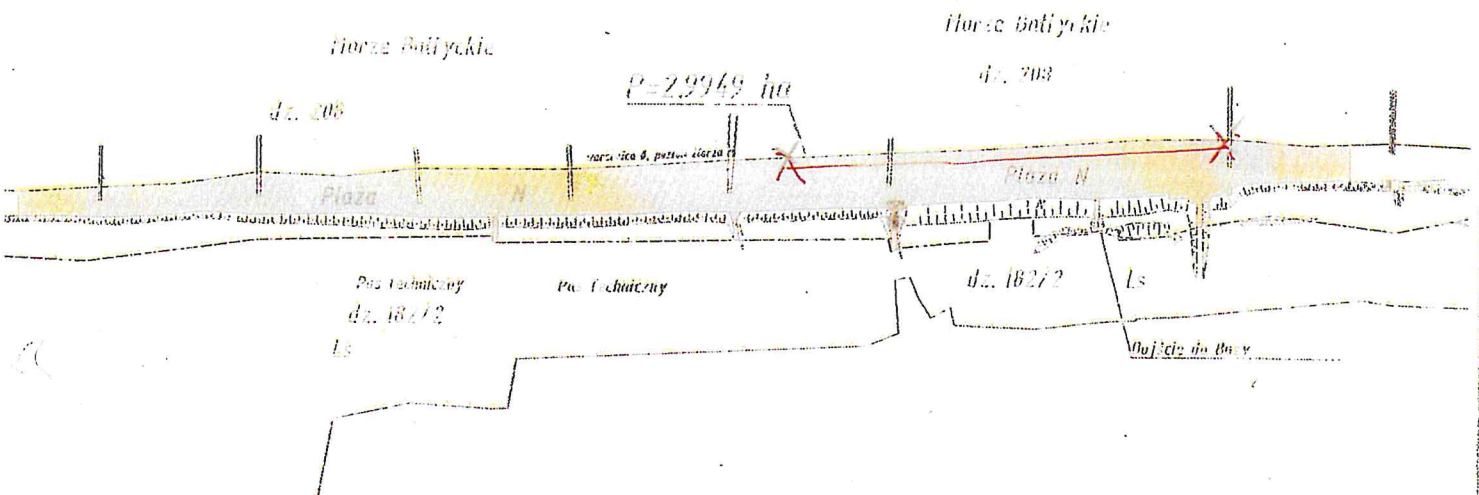 Morze Bałtyckie
Morze Bałtyckie
dz. 208
P=2.9949 ha
dz. 208
Plaża N
Plaża N
Pas techniczny
Pas techniczny
dz. 182/2
Ls
dz. 182/2
Ls
Dojście do